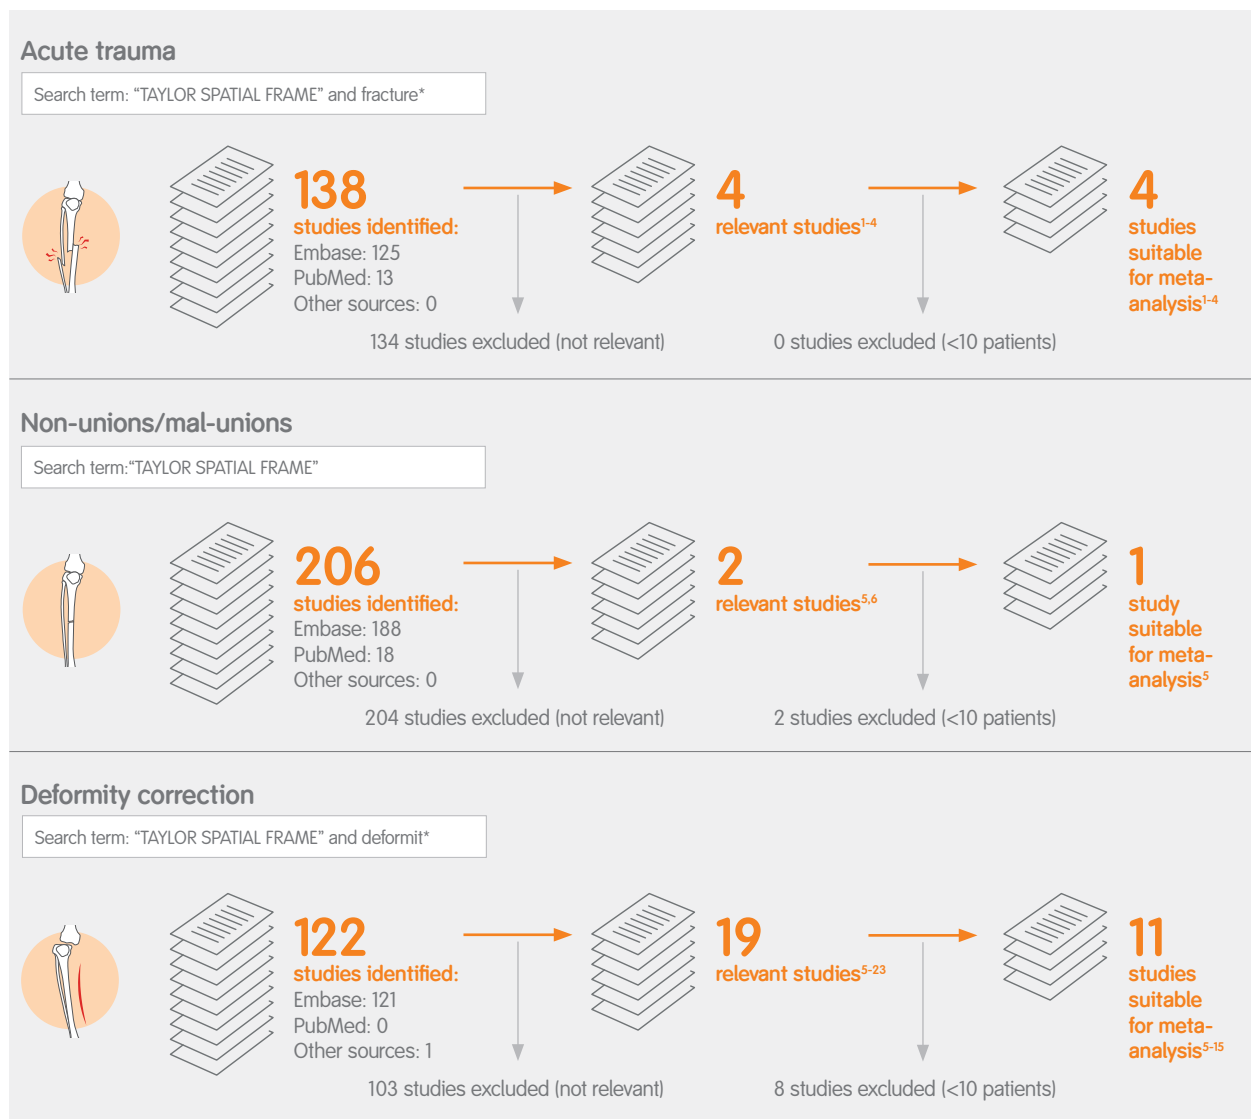 Acute trauma
Search term: “TAYLOR SPATIAL FRAME” and fracture*
138
studies identified:
Embase: 125
PubMed: 13
Other sources: 0
134 studies excluded (not relevant)
4
relevant studies1-4
0 studies excluded (<10 patients)
4
studies
suitable
for meta-
analysis1-4
Non-unions/mal-unions
Search term:“TAYLOR SPATIAL FRAME”
206
studies identified:
Embase: 188
PubMed: 18
Other sources: 0
204 studies excluded (not relevant)
2
relevant studies5,6
2 studies excluded (<10 patients)
1
study
suitable
for meta-
analysis5
Deformity correction
Search term: “TAYLOR SPATIAL FRAME” and deformit*
122
studies identified:
Embase: 121
PubMed: 0
Other sources: 1
103 studies excluded (not relevant)
19
relevant studies5-23
8 studies excluded (<10 patients)
11
studies
suitable
for meta-
analysis5-15